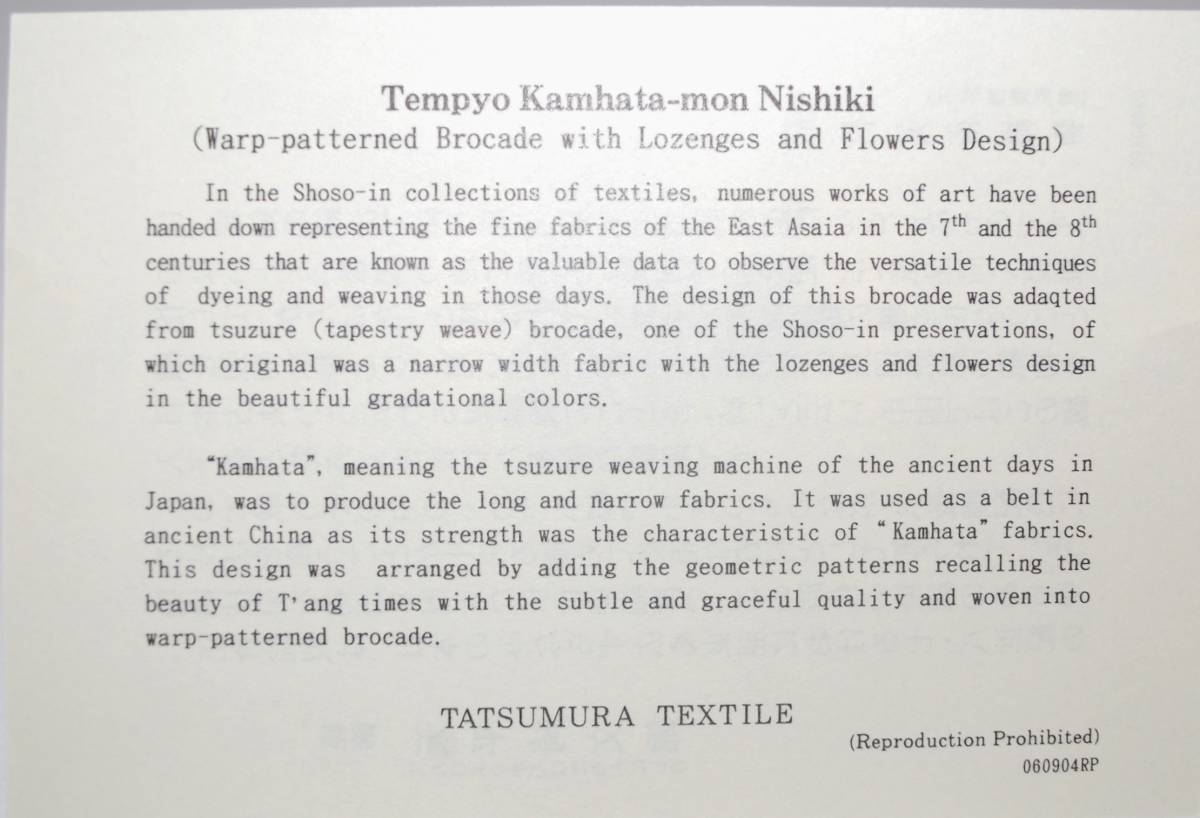 Tempyo Kamhata-mon Nishiki
(Warp-patterned Brocade with Lozenges and Flowers Design)
In the Shoso-in collections of textiles, numerous works of art have been
handed down representing the fine fabrics of the East Asaia in the 7th and the 8th
centuries that are known as the valuable data to observe the versatile techniques
of dyeing and weaving in those days. The design of this brocade was adaqted
from tsuzure (tapestry weave) brocade, one of the Shoso-in preservations, of
which original was a narrow width fabric with the lozenges and flowers design
in the beautiful gradational colors.
“Kamhata”, meaning the tsuzure weaving machine of the ancient days in
Japan, was to produce the long and narrow fabrics. It was used as a belt in
ancient China as its strength was the characteristic of “Kamhata” fabrics.
This design was arranged by adding the geometric patterns recalling the
beauty of T’ang times with the subtle and graceful quality and woven into
warp-patterned brocade.
TATSUMURA TEXTILE
(Reproduction Prohibited)
060904RP